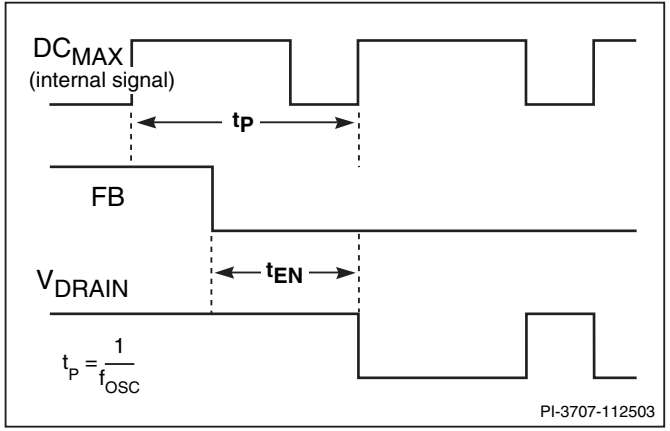 DCMAX
(internal signal)
tP
FB
tEN
VDRAIN
tP = 1/fOSC
PI-3707-112503